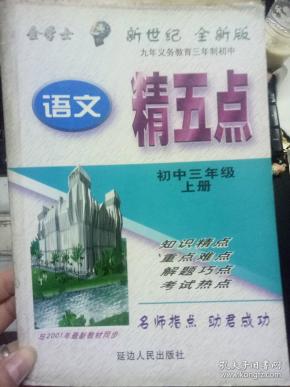 金学士 新世纪 全新版
九年义务教育三年制初中
语文
精五点
初中三年级
上册
知识精点
重点难点
解题巧点
考试热点
名师指点 助君成功
与2001年最新教材同步
延边人民出版社